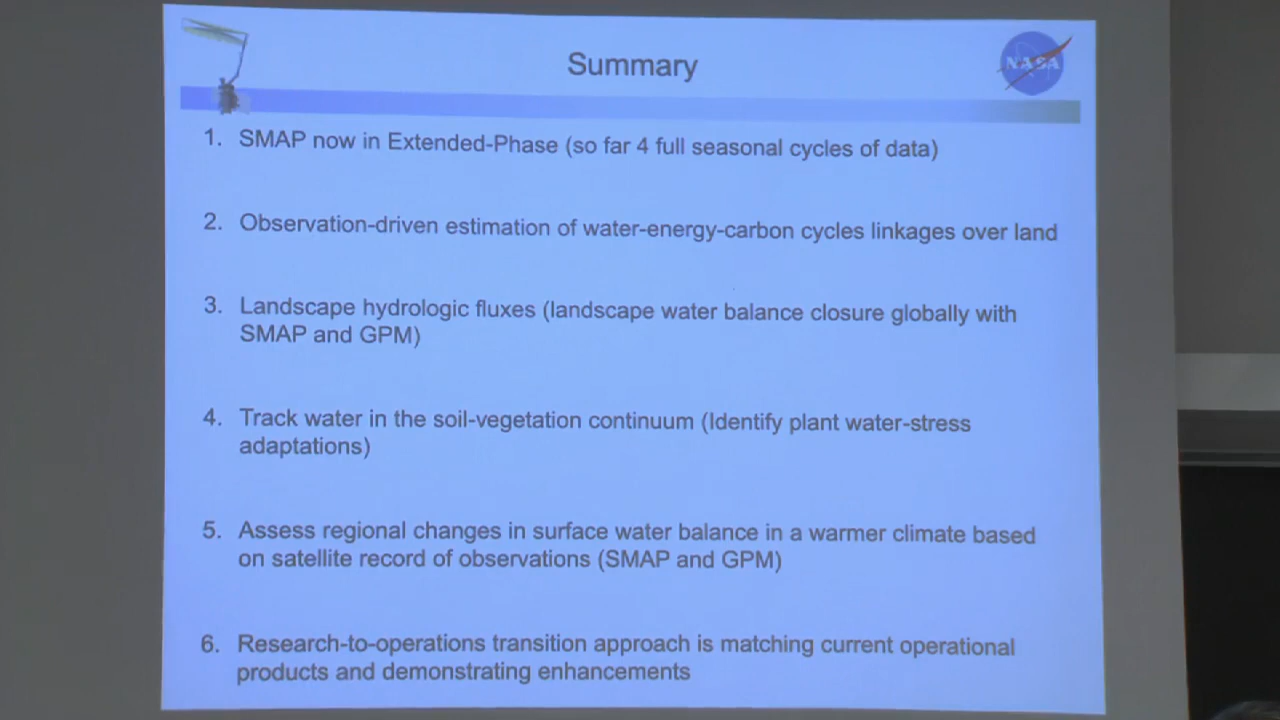 Summary
NASA
1. SMAP now in Extended-Phase (so far 4 full seasonal cycles of data)
2. Observation-driven estimation of water-energy-carbon cycles linkages over land
3. Landscape hydrologic fluxes (landscape water balance closure globally with
SMAP and GPM)
4. Track water in the soil-vegetation continuum (Identify plant water-stress
adaptations)
5. Assess regional changes in surface water balance in a warmer climate based
on satellite record of observations (SMAP and GPM)
6. Research-to-operations transition approach is matching current operational
products and demonstrating enhancements